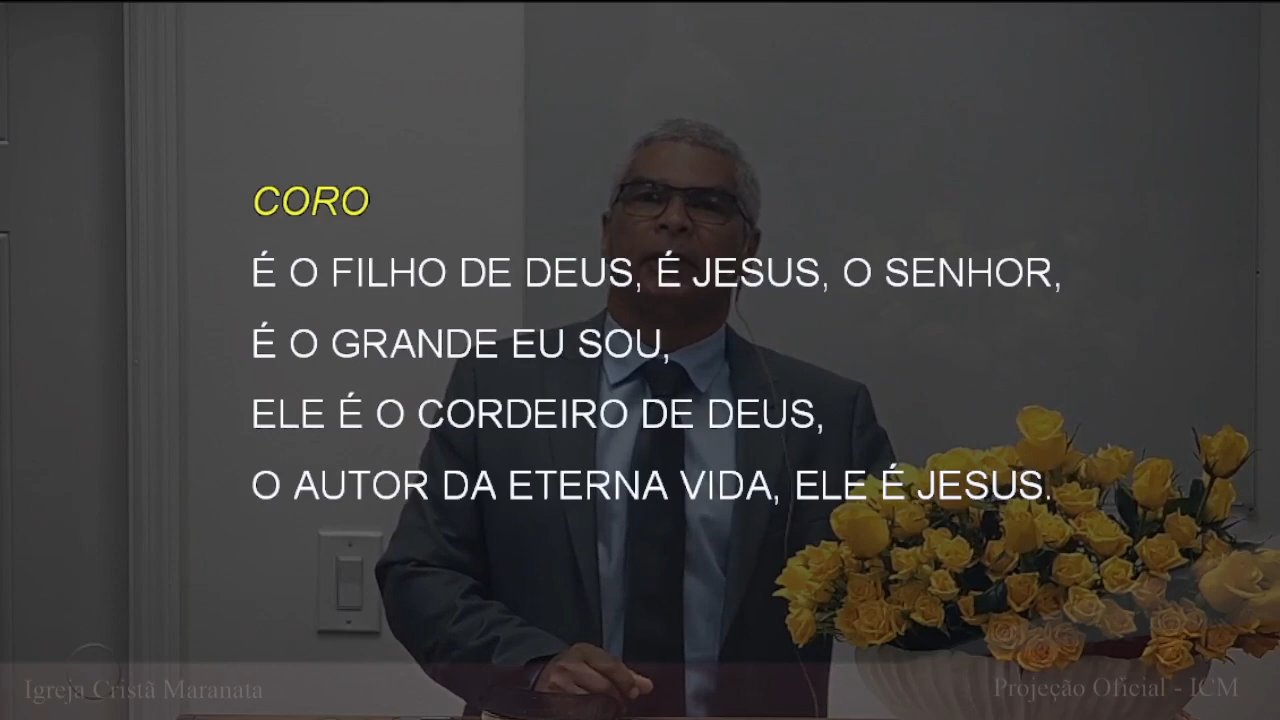 CORO
É O FILHO DE DEUS, É JESUS, O SENHOR,
É O GRANDE EU SOU,
ELE É O CORDEIRO DE DEUS,
O AUTOR DA ETERNA VIDA, ELE É JESUS.
Igreja Cristã Maranata
Projeção Oficial - ICM